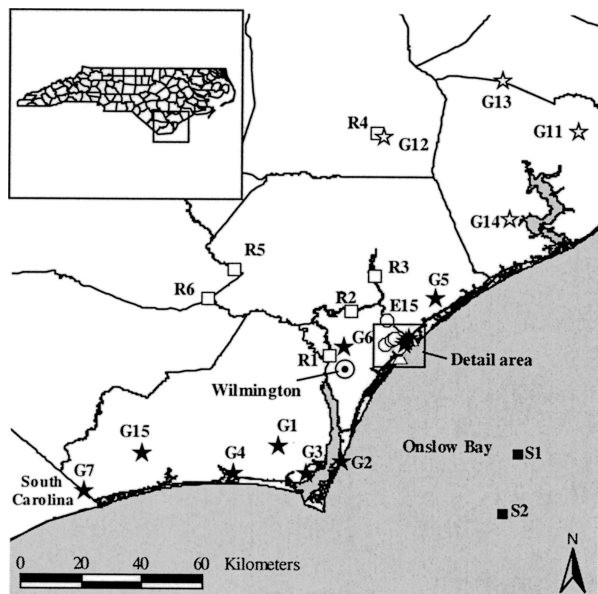 G13
R4
G12
G11
G14
R5
R3
G5
R6
R2
E15
G6
R1
Detail area
Wilmington
G1
G15
Onslow Bay
G4
G3
G2
S1
South
Carolina
G7
S2
N
0 20 40 60 Kilometers